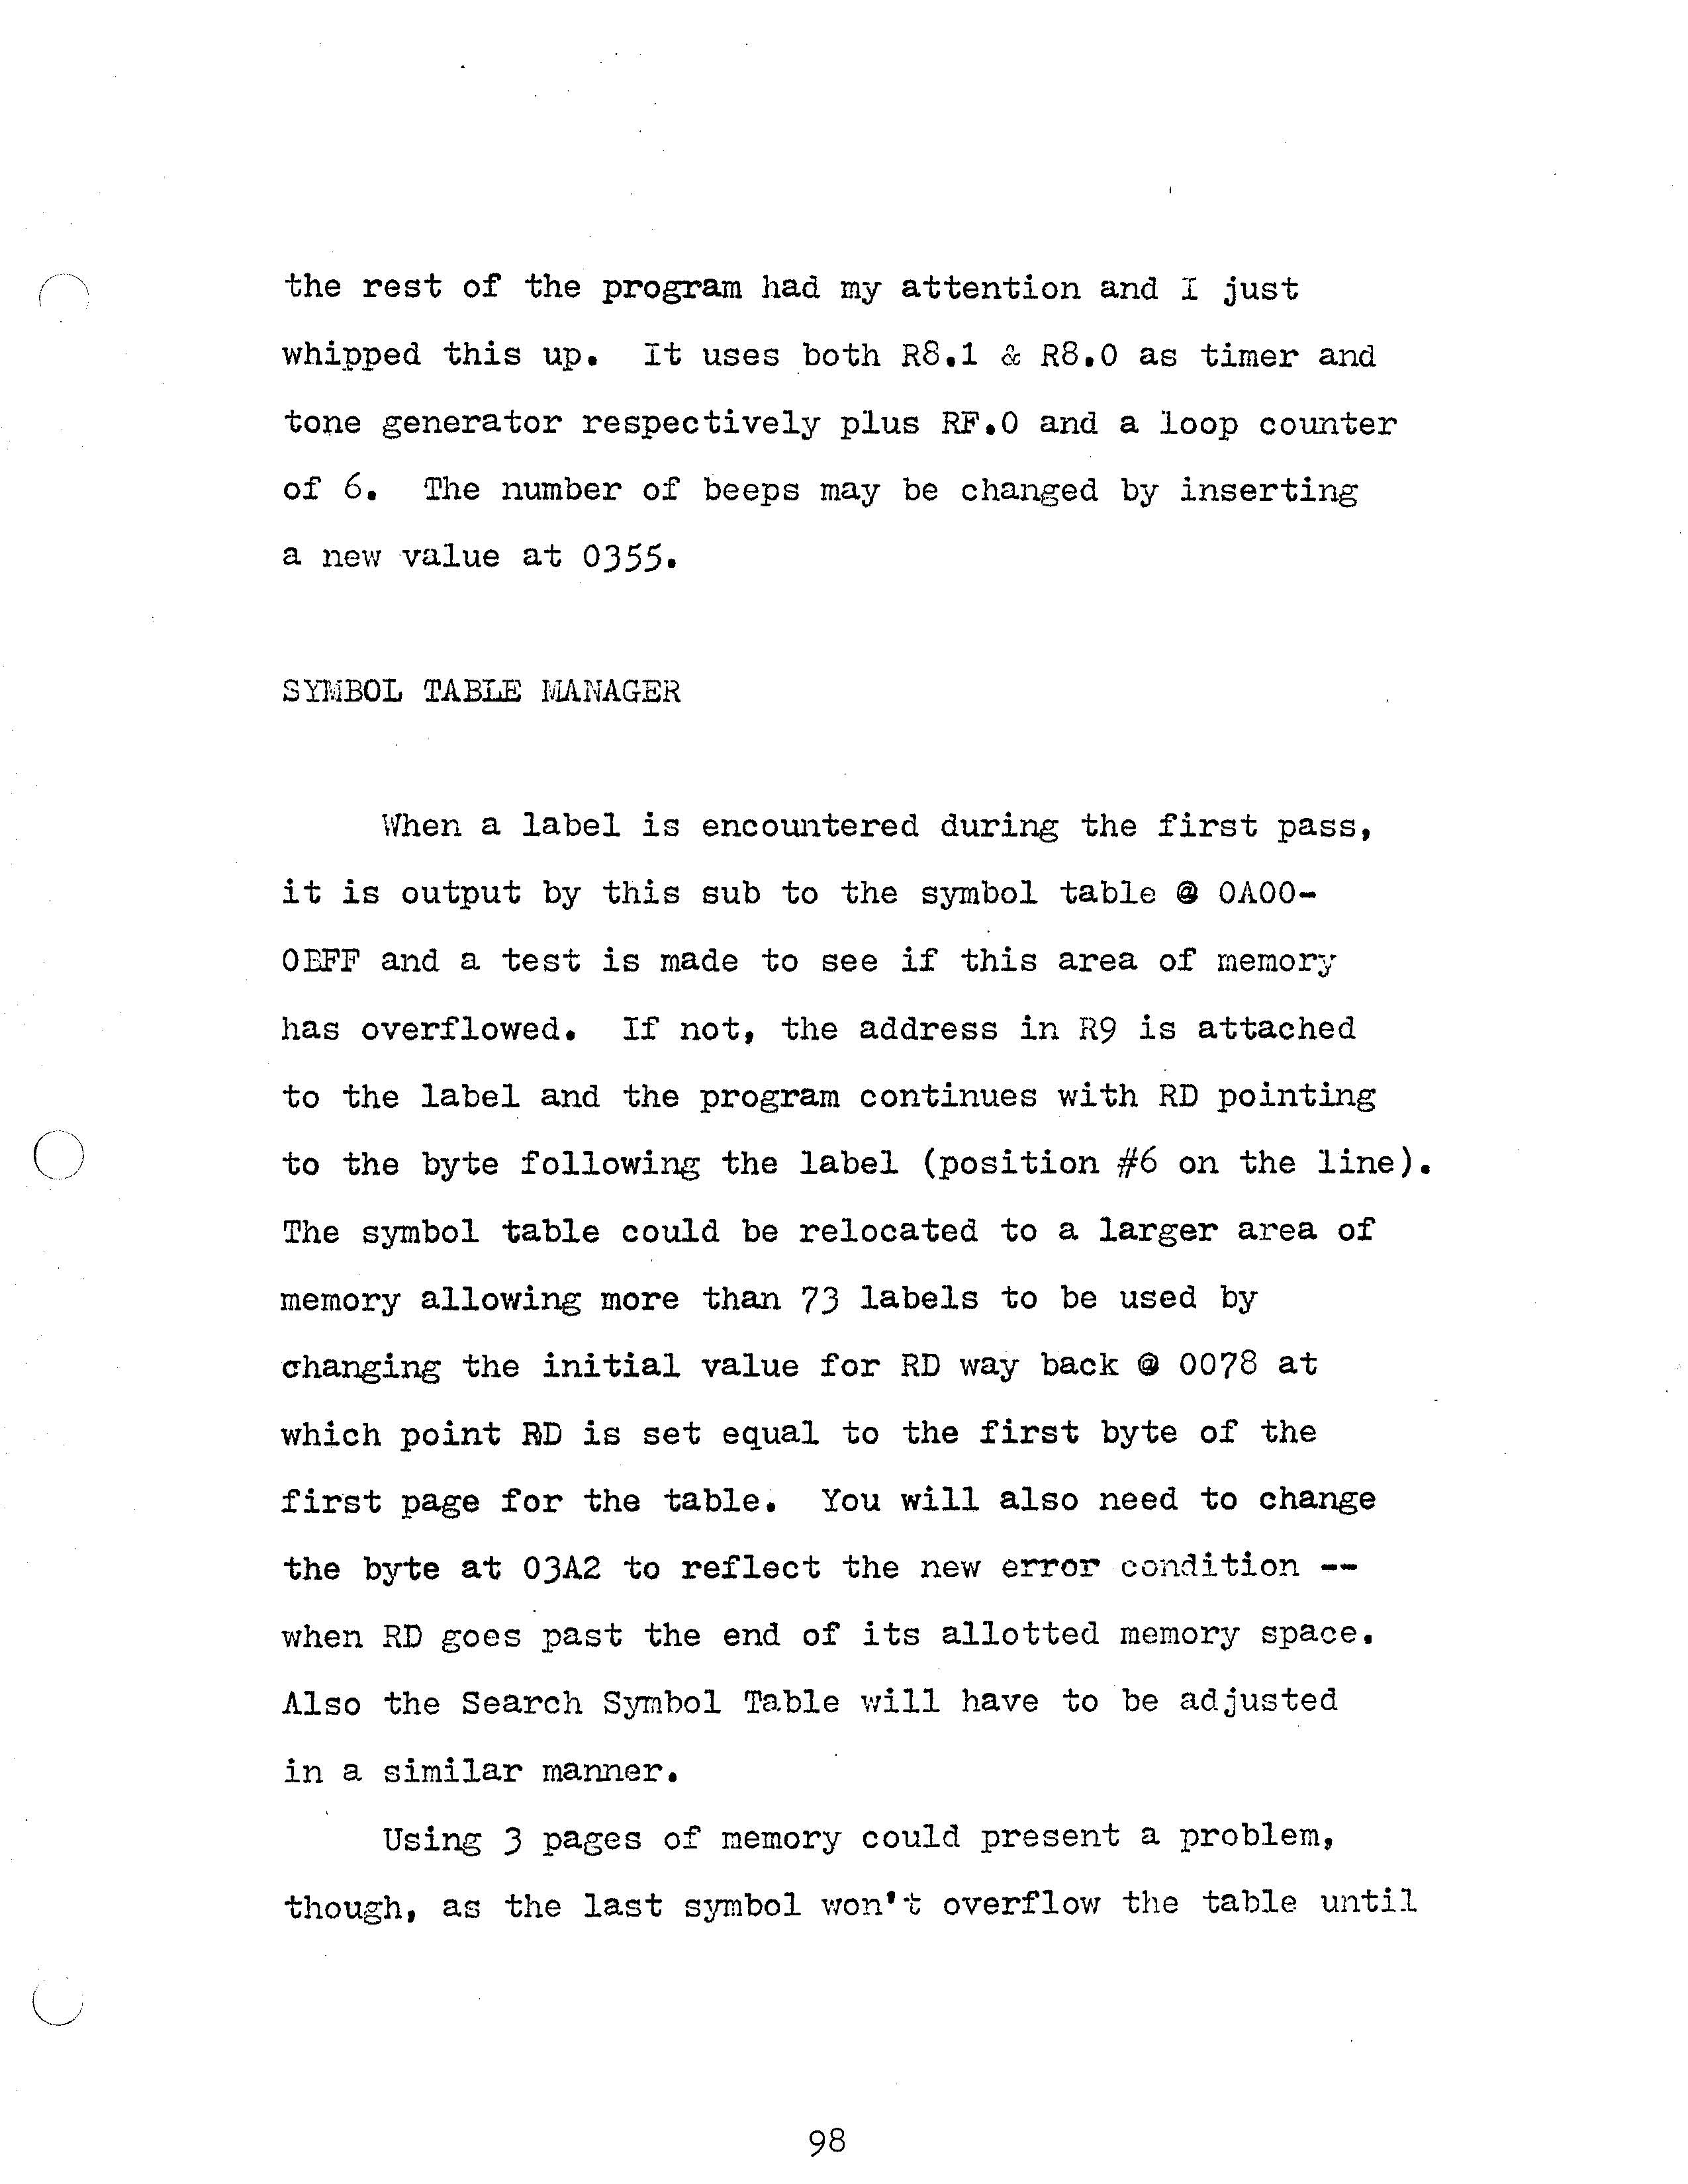 the rest of the program had my attention and I just
whipped this up.  It uses both R8.1 & R8.0 as timer and
tone generator respectively plus RF.0 and a loop counter
of 6.  The number of beeps may be changed by inserting
a new value at 0355.
SYMBOL TABLE MANAGER
When a label is encountered during the first pass,
it is output by this sub to the symbol table @ 0A00-
0BFF and a test is made to see if this area of memory
has overflowed.  If not, the address in R9 is attached
to the label and the program continues with RD pointing
to the byte following the label (position #6 on the line).
The symbol table could be relocated to a larger area of
memory allowing more than 73 labels to be used by
changing the initial value for RD way back @ 0078 at
which point RD is set equal to the first byte of the
first page for the table.  You will also need to change
the byte at 03A2 to reflect the new error condition --
when RD goes past the end of its allotted memory space.
Also the Search Symbol Table will have to be adjusted
in a similar manner.
Using 3 pages of memory could present a problem,
though, as the last symbol won't overflow the table until
98